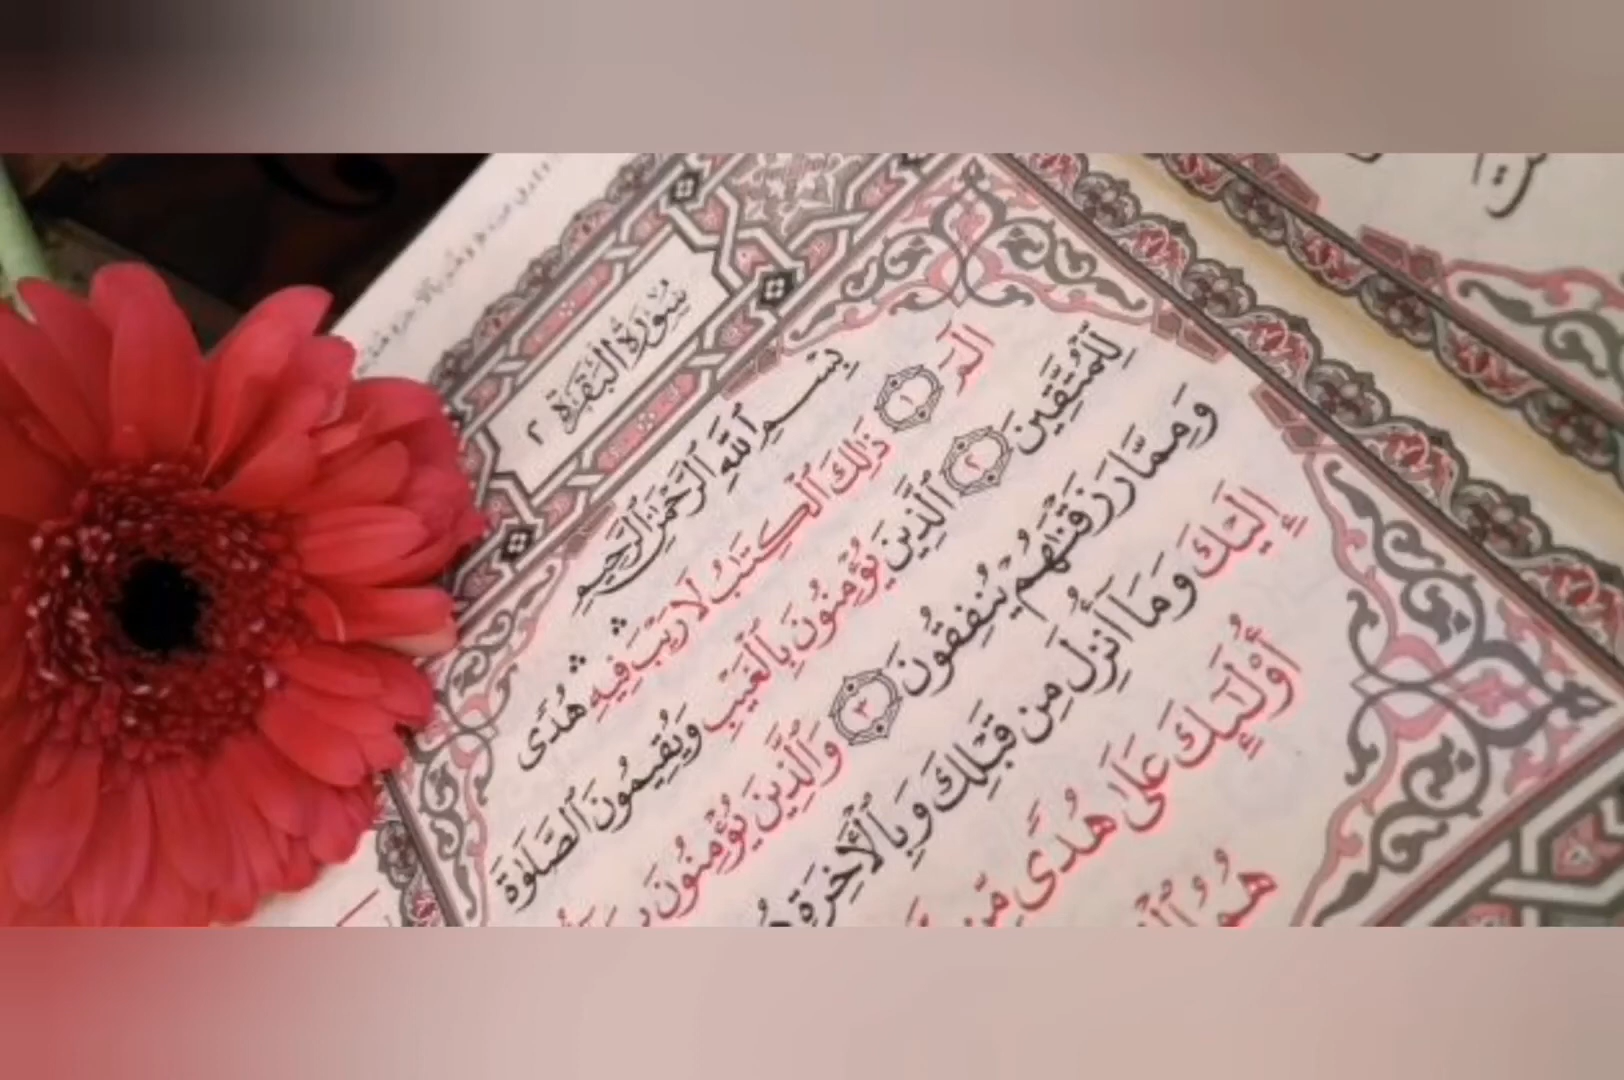 سُورَةُ الْبَقَرَةِ ٢
بِسْمِ ٱللَّهِ ٱلرَّحْمَٰنِ ٱلرَّحِيمِ
الٓمٓ ١ ذَٰلِكَ ٱلْكِتَٰبُ لَا رَيْبَ ۛ فِيهِ ۛ هُدًى
لِّلْمُتَّقِينَ ٢ ٱلَّذِينَ يُؤْمِنُونَ بِٱلْغَيْبِ وَيُقِيمُونَ ٱلصَّلَوٰةَ
وَمِمَّا رَزَقْنَٰهُمْ يُنفِقُونَ ٣ وَٱلَّذِينَ يُؤْمِنُونَ
إِلَيْكَ وَمَآ أُنزِلَ مِن قَبْلِكَ وَبِٱلْءَاخِرَةِ
أُو۟لَٰٓئِكَ عَلَىٰ هُدًى مِّن
هُمُ